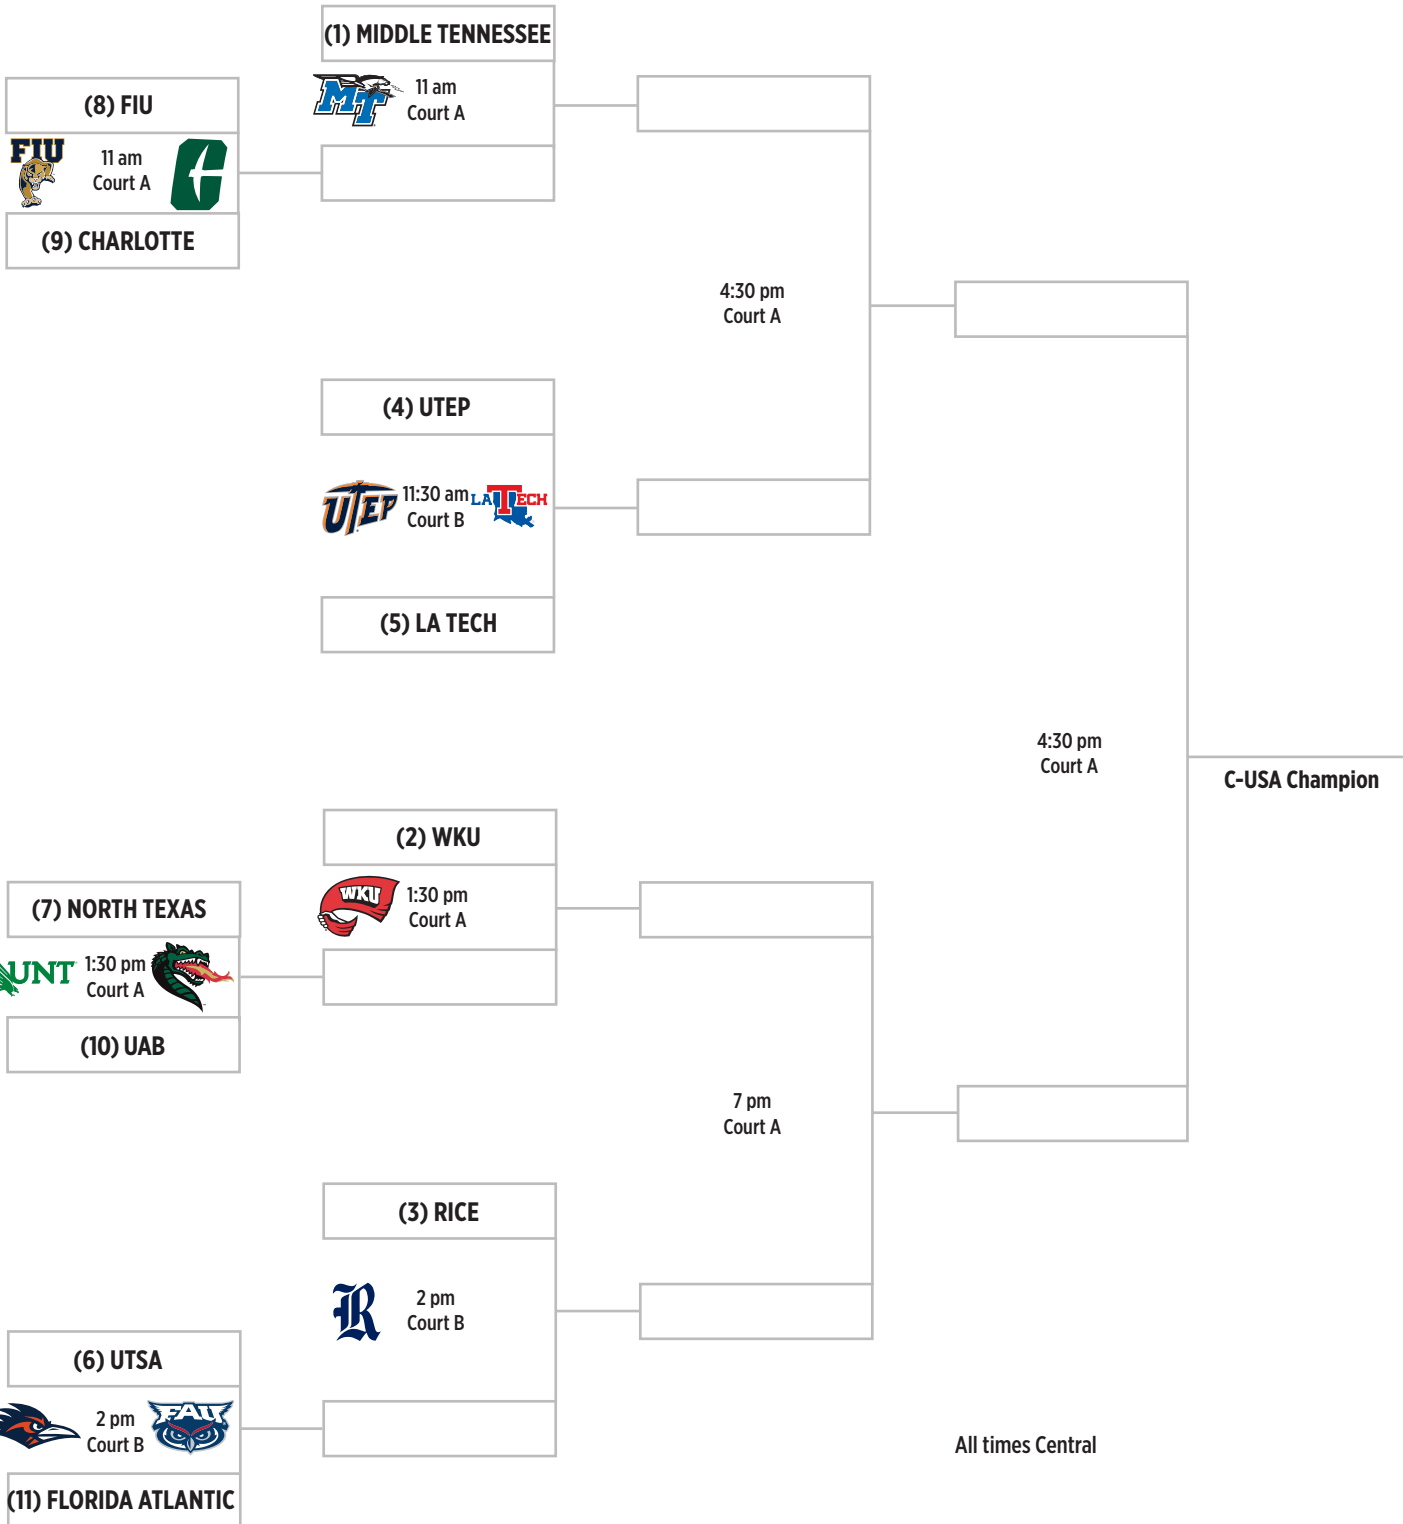 (1) MIDDLE TENNESSEE
MT
11 am
Court A
(8) FIU
FIU
11 am
Court A
C
(9) CHARLOTTE
4:30 pm
Court A
(4) UTEP
UTEP
11:30 am
Court B
LA TECH
(5) LA TECH
4:30 pm
Court A
C-USA Champion
(2) WKU
WKU
1:30 pm
Court A
(7) NORTH TEXAS
UNT
1:30 pm
Court A
(10) UAB
7 pm
Court A
(3) RICE
R
2 pm
Court B
(6) UTSA
2 pm
Court B
FAU
(11) FLORIDA ATLANTIC
All times Central